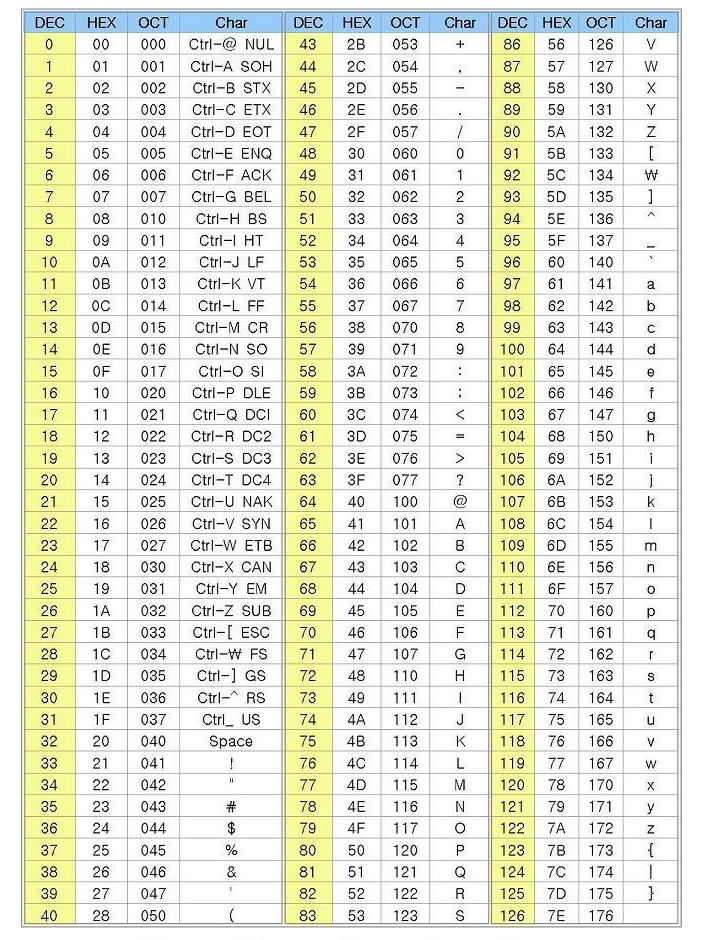 DEC HEX OCT Char DEC HEX OCT Char DEC HEX OCT Char
0 00 000 Ctrl-@ NUL 43 2B 053 + 86 56 126 V
1 01 001 Ctrl-A SOH 44 2C 054 , 87 57 127 W
2 02 002 Ctrl-B STX 45 2D 055 - 88 58 130 X
3 03 003 Ctrl-C ETX 46 2E 056 . 89 59 131 Y
4 04 004 Ctrl-D EOT 47 2F 057 / 90 5A 132 Z
5 05 005 Ctrl-E ENQ 48 30 060 0 91 5B 133 [
6 06 006 Ctrl-F ACK 49 31 061 1 92 5C 134 ₩
7 07 007 Ctrl-G BEL 50 32 062 2 93 5D 135 ]
8 08 010 Ctrl-H BS 51 33 063 3 94 5E 136 ^
9 09 011 Ctrl-I HT 52 34 064 4 95 5F 137 _
10 0A 012 Ctrl-J LF 53 35 065 5 96 60 140 `
11 0B 013 Ctrl-K VT 54 36 066 6 97 61 141 a
12 0C 014 Ctrl-L FF 55 37 067 7 98 62 142 b
13 0D 015 Ctrl-M CR 56 38 070 8 99 63 143 c
14 0E 016 Ctrl-N SO 57 39 071 9 100 64 144 d
15 0F 017 Ctrl-O SI 58 3A 072 : 101 65 145 e
16 10 020 Ctrl-P DLE 59 3B 073 ; 102 66 146 f
17 11 021 Ctrl-Q DCI 60 3C 074 < 103 67 147 g
18 12 022 Ctrl-R DC2 61 3D 075 = 104 68 150 h
19 13 023 Ctrl-S DC3 62 3E 076 > 105 69 151 i
20 14 024 Ctrl-T DC4 63 3F 077 ? 106 6A 152 j
21 15 025 Ctrl-U NAK 64 40 100 @ 107 6B 153 k
22 16 026 Ctrl-V SYN 65 41 101 A 108 6C 154 l
23 17 027 Ctrl-W ETB 66 42 102 B 109 6D 155 m
24 18 030 Ctrl-X CAN 67 43 103 C 110 6E 156 n
25 19 031 Ctrl-Y EM 68 44 104 D 111 6F 157 o
26 1A 032 Ctrl-Z SUB 69 45 105 E 112 70 160 p
27 1B 033 Ctrl-[ ESC 70 46 106 F 113 71 161 q
28 1C 034 Ctrl-₩ FS 71 47 107 G 114 72 162 r
29 1D 035 Ctrl-] GS 72 48 110 H 115 73 163 s
30 1E 036 Ctrl-^ RS 73 49 111 I 116 74 164 t
31 1F 037 Ctrl_ US 74 4A 112 J 117 75 165 u
32 20 040 Space 75 4B 113 K 118 76 166 v
33 21 041 ! 76 4C 114 L 119 77 167 w
34 22 042 " 77 4D 115 M 120 78 170 x
35 23 043 # 78 4E 116 N 121 79 171 y
36 24 044 $ 79 4F 117 O 122 7A 172 z
37 25 045 % 80 50 120 P 123 7B 173 {
38 26 046 & 81 51 121 Q 124 7C 174 |
39 27 047 ' 82 52 122 R 125 7D 175 }
40 28 050 ( 83 53 123 S 126 7E 176